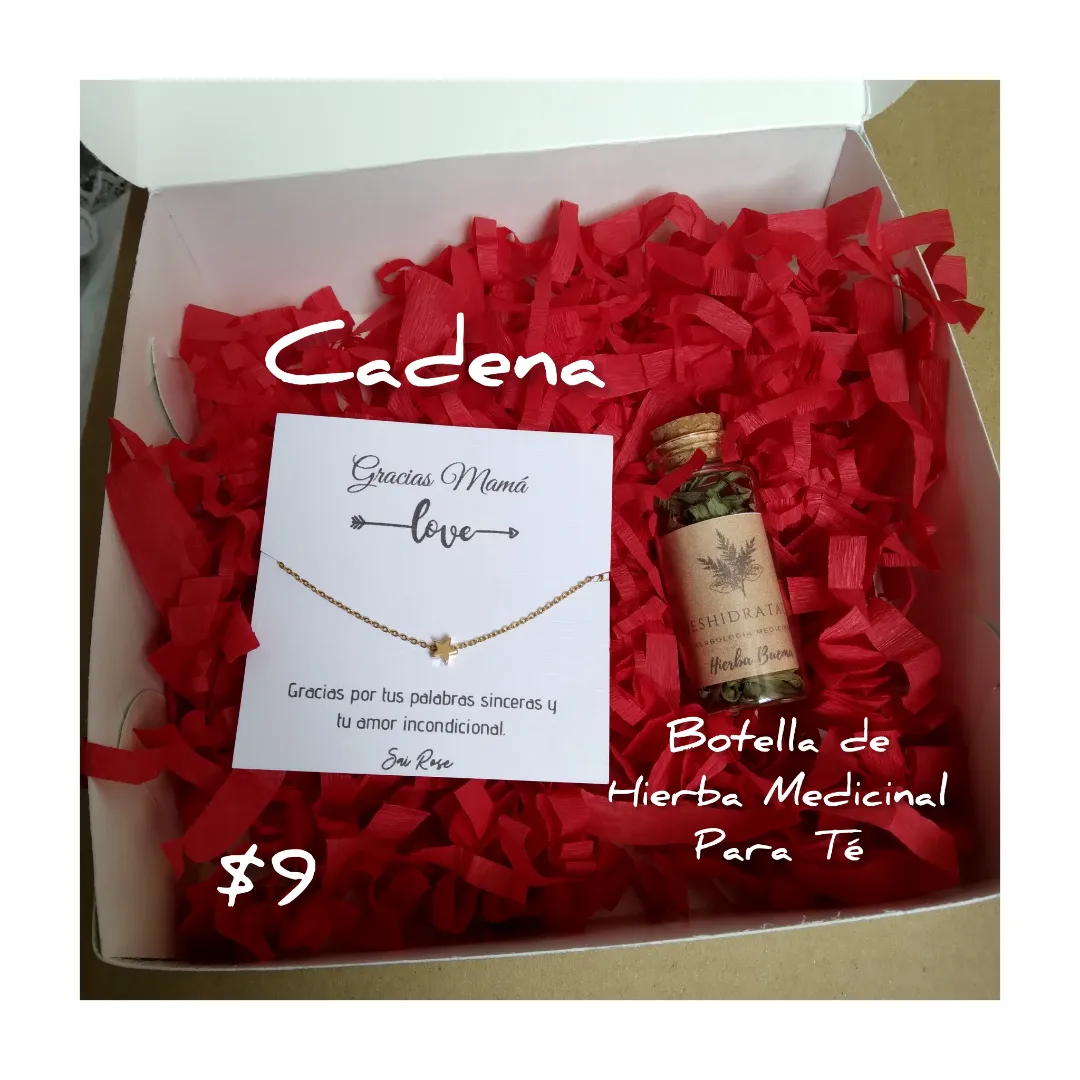 Cadena
Gracias Mamá
love
Gracias por tus palabras sinceras y
tu amor incondicional.
Sai Rose
ESHIDRATA
Hierba Buena
Botella de
Hierba Medicinal
Para Té
$9